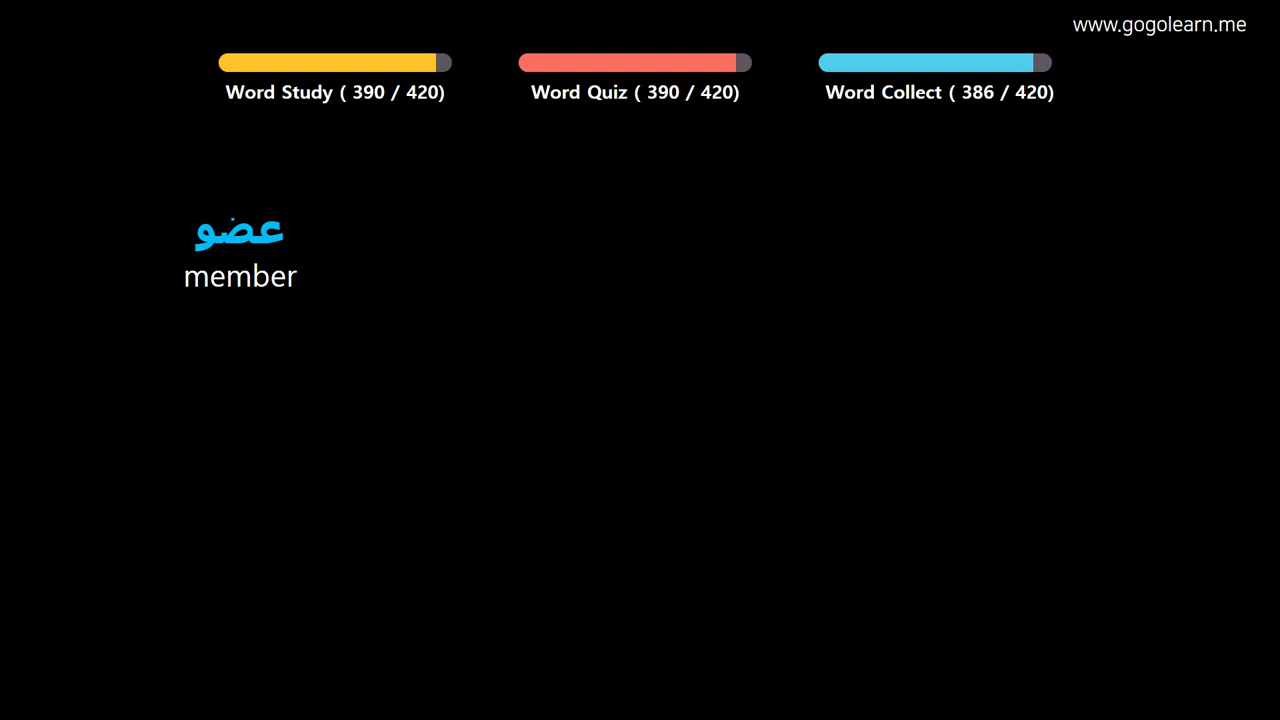 www.gogolearn.me
Word Study ( 390 / 420)
Word Quiz ( 390 / 420)
Word Collect ( 386 / 420)
عضو
member